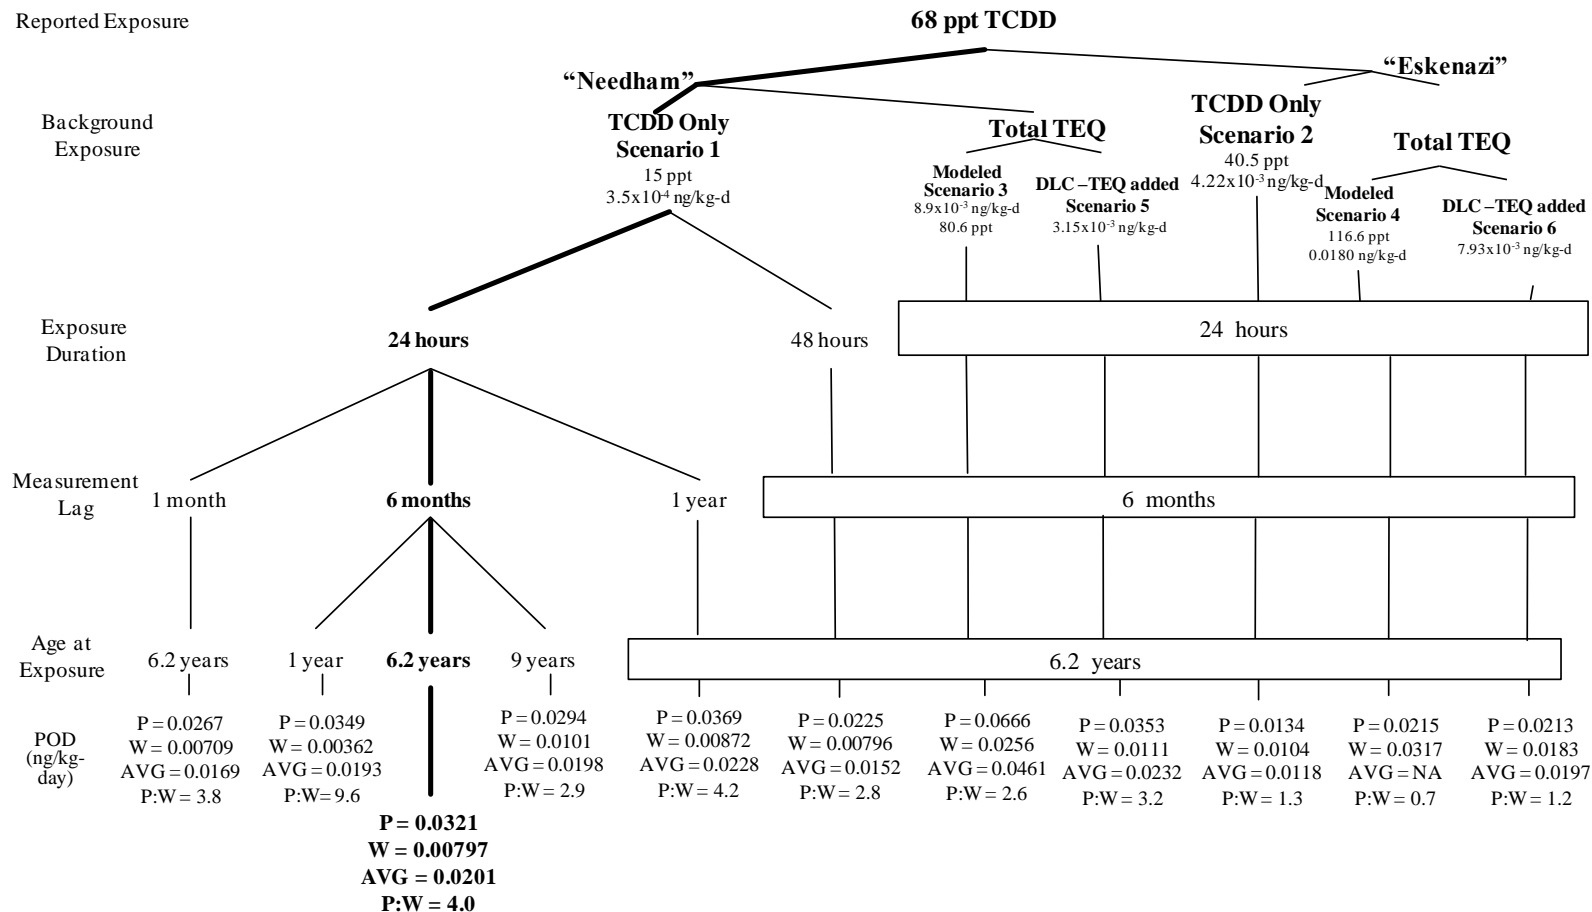 Reported Exposure
68 ppt TCDD
“Needham”
“Eskenazi”
Background
Exposure
TCDD Only
Scenario 1
15 ppt
3.5x10-4 ng/kg-d
Total TEQ
Modeled
Scenario 3
8.9x10-3 ng/kg-d
80.6 ppt
DLC –TEQ added
Scenario 5
3.15x10-3 ng/kg-d
TCDD Only
Scenario 2
40.5 ppt
4.22x10-3 ng/kg-d
Total TEQ
Modeled
Scenario 4
116.6 ppt
0.0180 ng/kg-d
DLC –TEQ added
Scenario 6
7.93x10-3 ng/kg-d
Exposure
Duration
24 hours
48 hours
24 hours
Measurement
Lag
1 month
6 months
1 year
6 months
Age at
Exposure
6.2 years
1 year
6.2 years
9 years
6.2 years
POD
(ng/kg-
day)
P = 0.0267
W = 0.00709
AVG = 0.0169
P:W = 3.8
P = 0.0349
W = 0.00362
AVG = 0.0193
P:W = 9.6
P = 0.0321
W = 0.00797
AVG = 0.0201
P:W = 4.0
P = 0.0294
W = 0.0101
AVG = 0.0198
P:W = 2.9
P = 0.0369
W = 0.00872
AVG = 0.0228
P:W = 4.2
P = 0.0225
W = 0.00796
AVG = 0.0152
P:W = 2.8
P = 0.0666
W = 0.0256
AVG = 0.0461
P:W = 2.6
P = 0.0353
W = 0.0111
AVG = 0.0232
P:W = 3.2
P = 0.0134
W = 0.0104
AVG = 0.0118
P:W = 1.3
P = 0.0215
W = 0.0317
AVG = NA
P:W = 0.7
P = 0.0213
W = 0.0183
AVG = 0.0197
P:W = 1.2